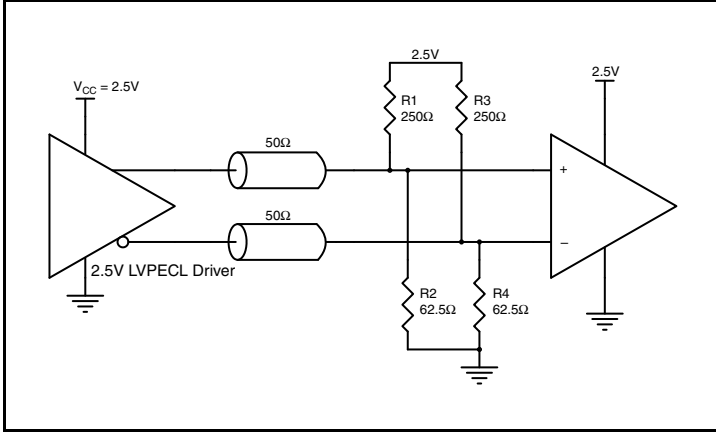 2.5V
2.5V
V_CC = 2.5V
R1
250Ω
R3
250Ω
50Ω
+
50Ω
−
2.5V LVPECL Driver
R2
62.5Ω
R4
62.5Ω